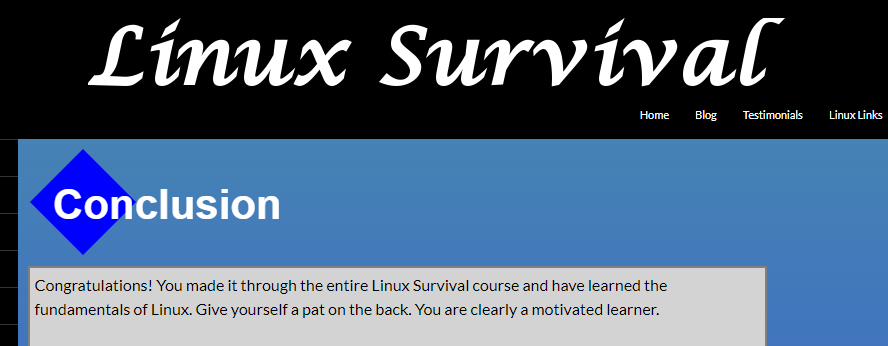 Linux Survival
Home Blog Testimonials Linux Links
Conclusion
Congratulations! You made it through the entire Linux Survival course and have learned the
fundamentals of Linux. Give yourself a pat on the back. You are clearly a motivated learner.